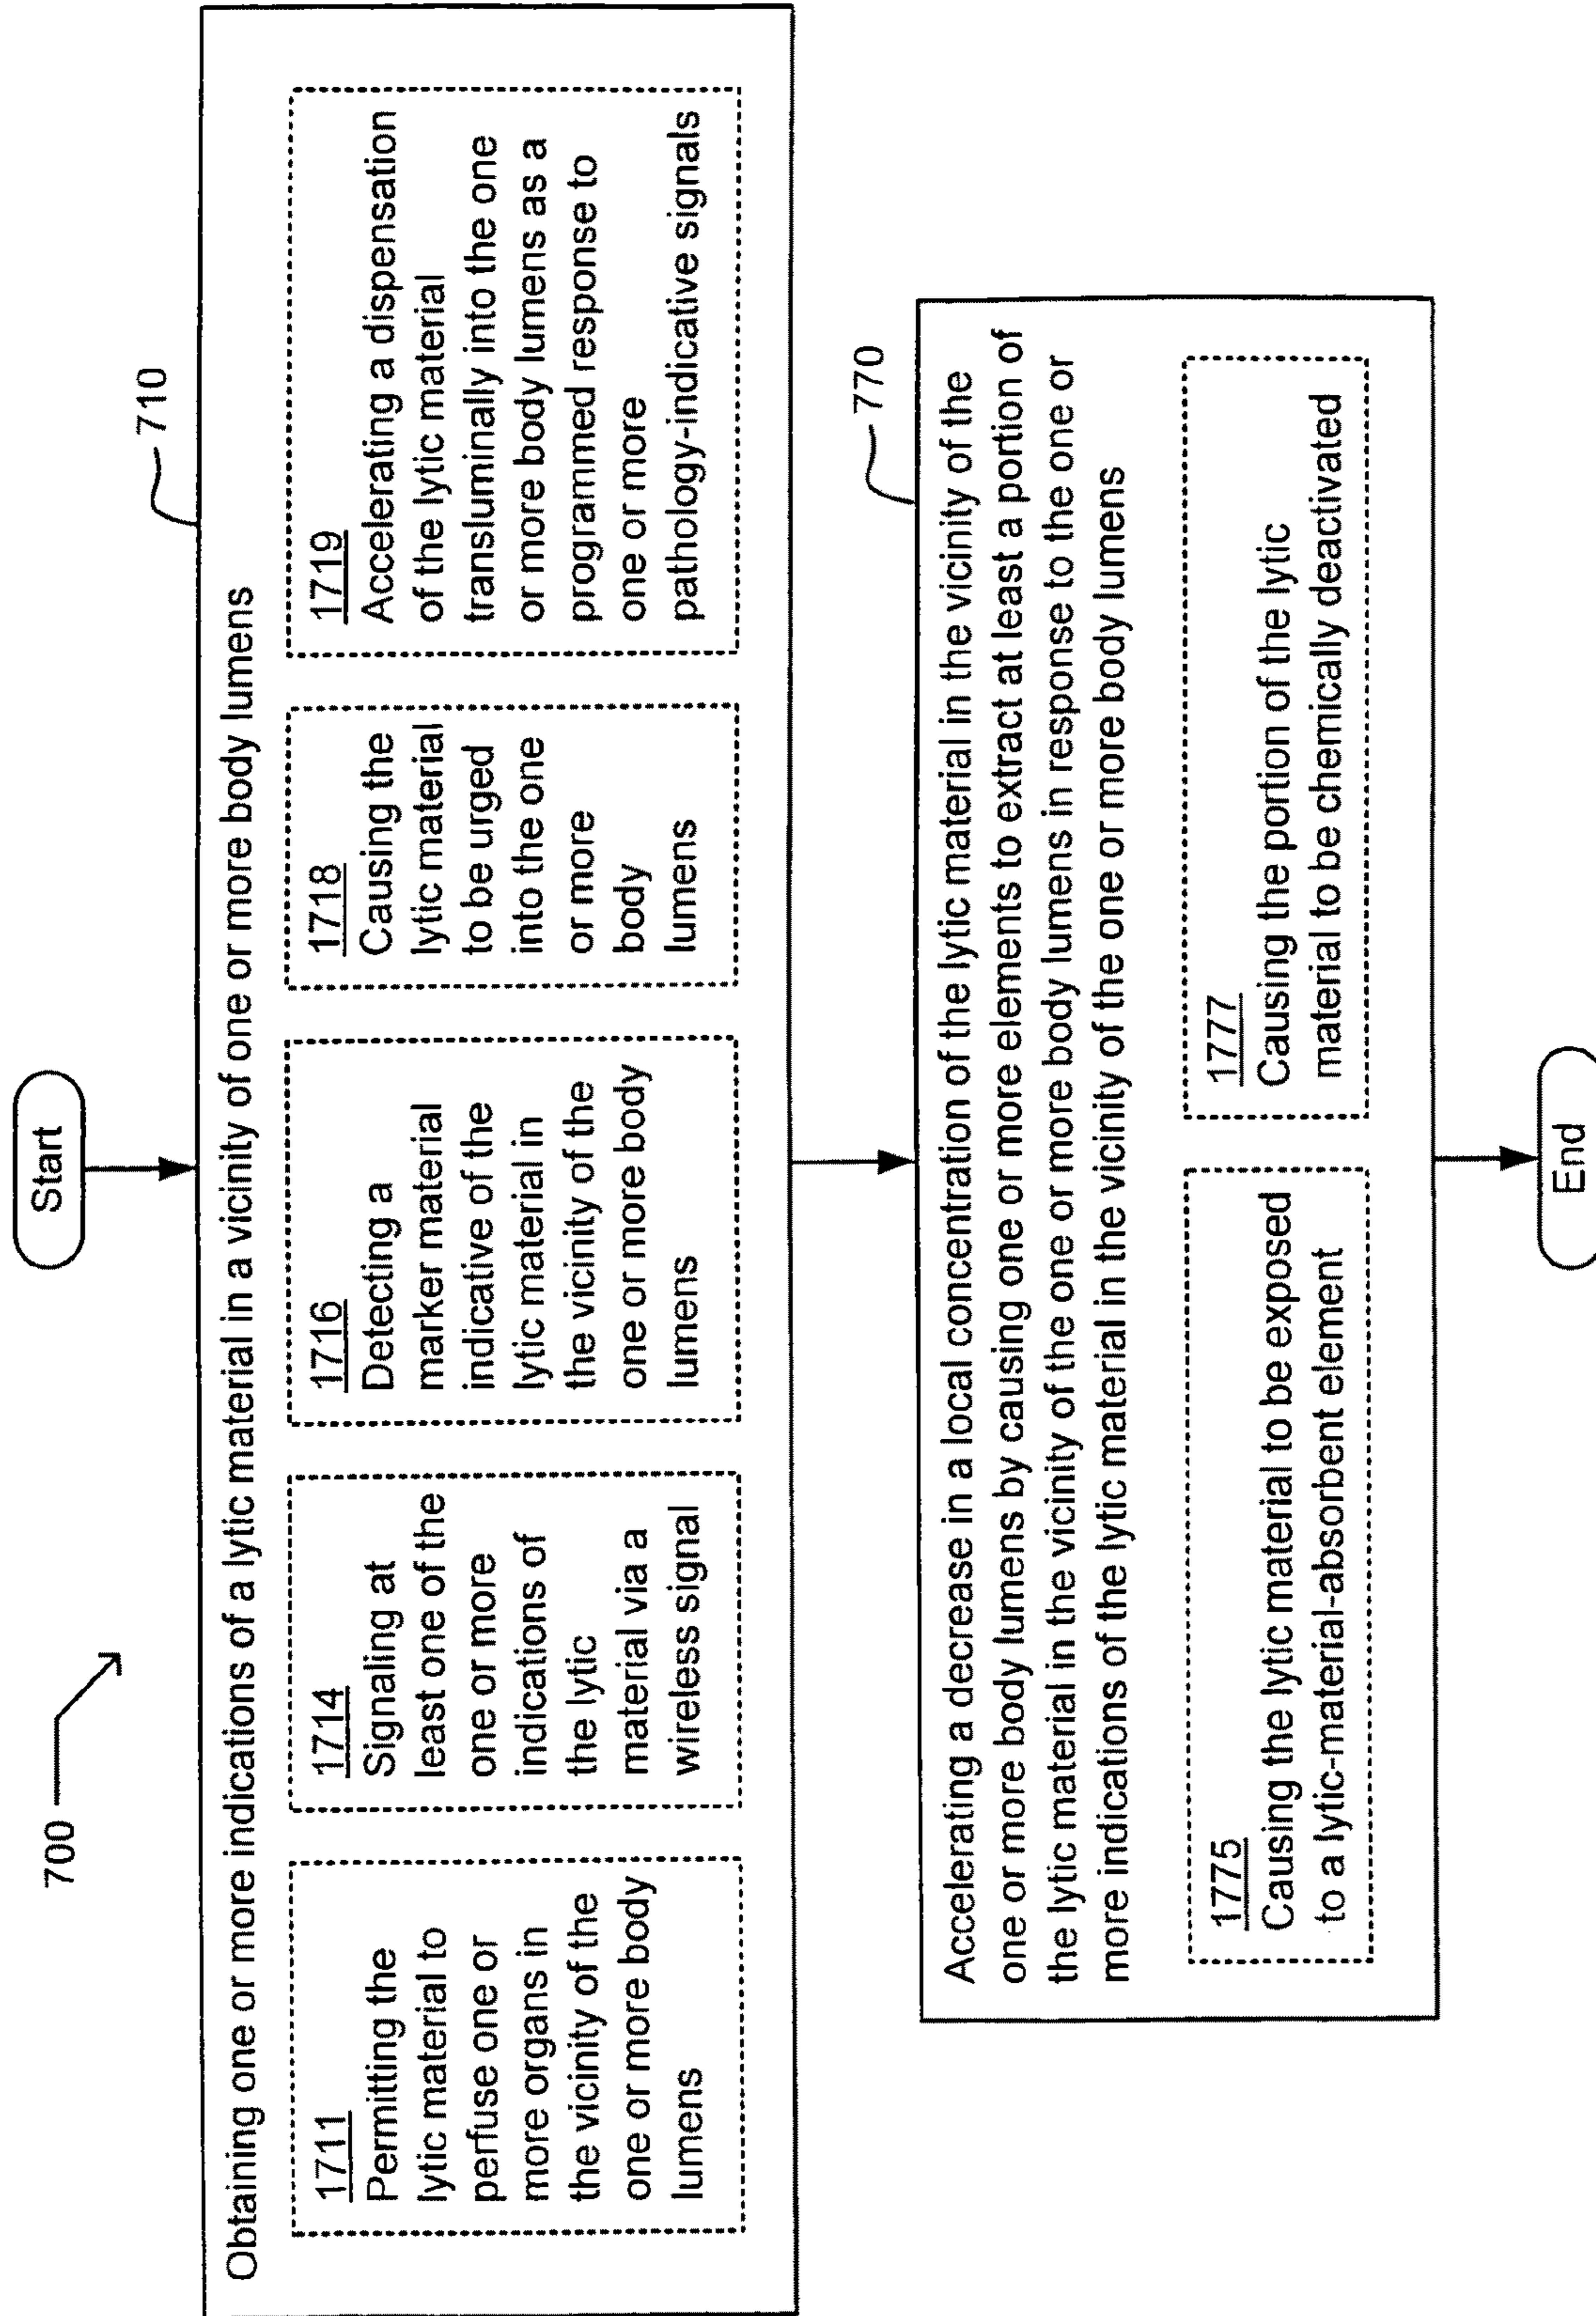 700
Start
710
Obtaining one or more indications of a lytic material in a vicinity of one or more body lumens
1711
Permitting the
lytic material to
perfuse one or
more organs in
the vicinity of the
one or more body
lumens
1714
Signaling at
least one of the
one or more
indications of
the lytic
material via a
wireless signal
1716
Detecting a
marker material
indicative of the
lytic material in
the vicinity of the
one or more body
lumens
1718
Causing the
lytic material
to be urged
into the one
or more
body
lumens
1719
Accelerating a dispensation
of the lytic material
transluminally into the one
or more body lumens as a
programmed response to
one or more
pathology-indicative signals
770
Accelerating a decrease in a local concentration of the lytic material in the vicinity of the
one or more body lumens by causing one or more elements to extract at least a portion of
the lytic material in the vicinity of the one or more body lumens in response to the one or
more indications of the lytic material in the vicinity of the one or more body lumens
1775
Causing the lytic material to be exposed
to a lytic-material-absorbent element
1777
Causing the portion of the lytic
material to be chemically deactivated
End